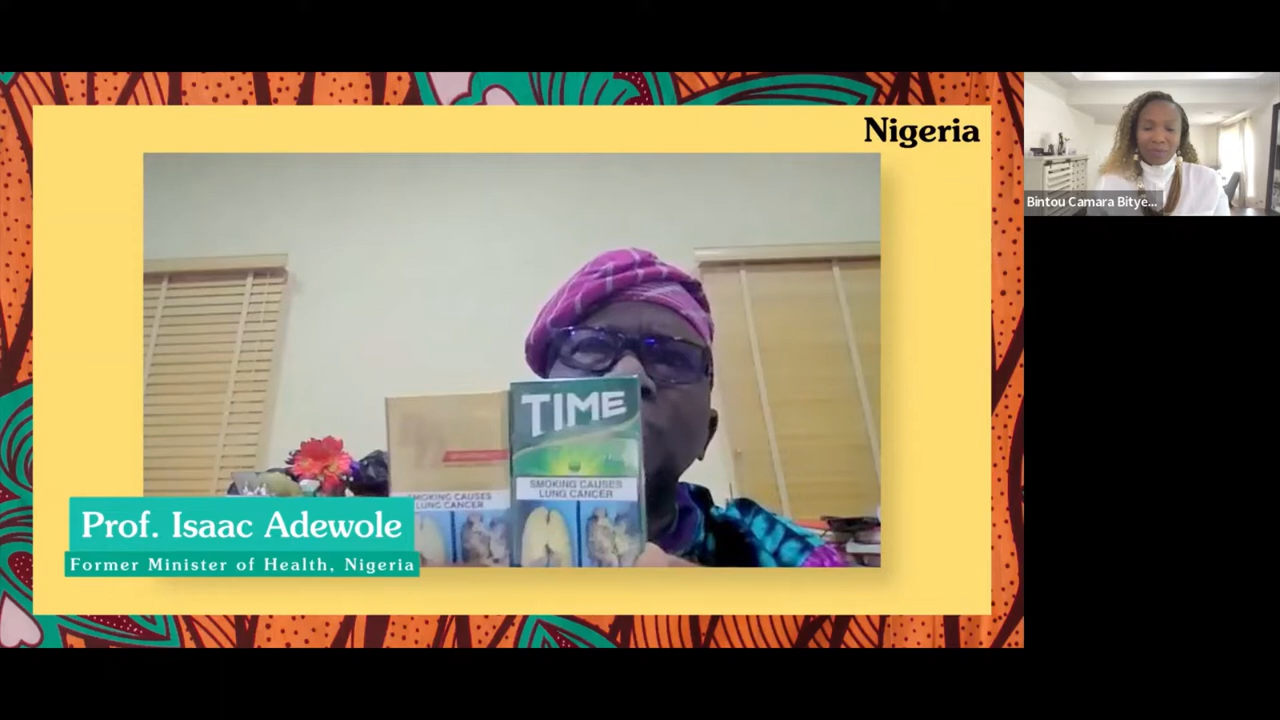 Nigeria
Bintou Camara Bitye...
TIME
SMOKING CAUSES
LUNG CANCER
SMOKING CAUSES
LUNG CANCER
Prof. Isaac Adewole
Former Minister of Health, Nigeria